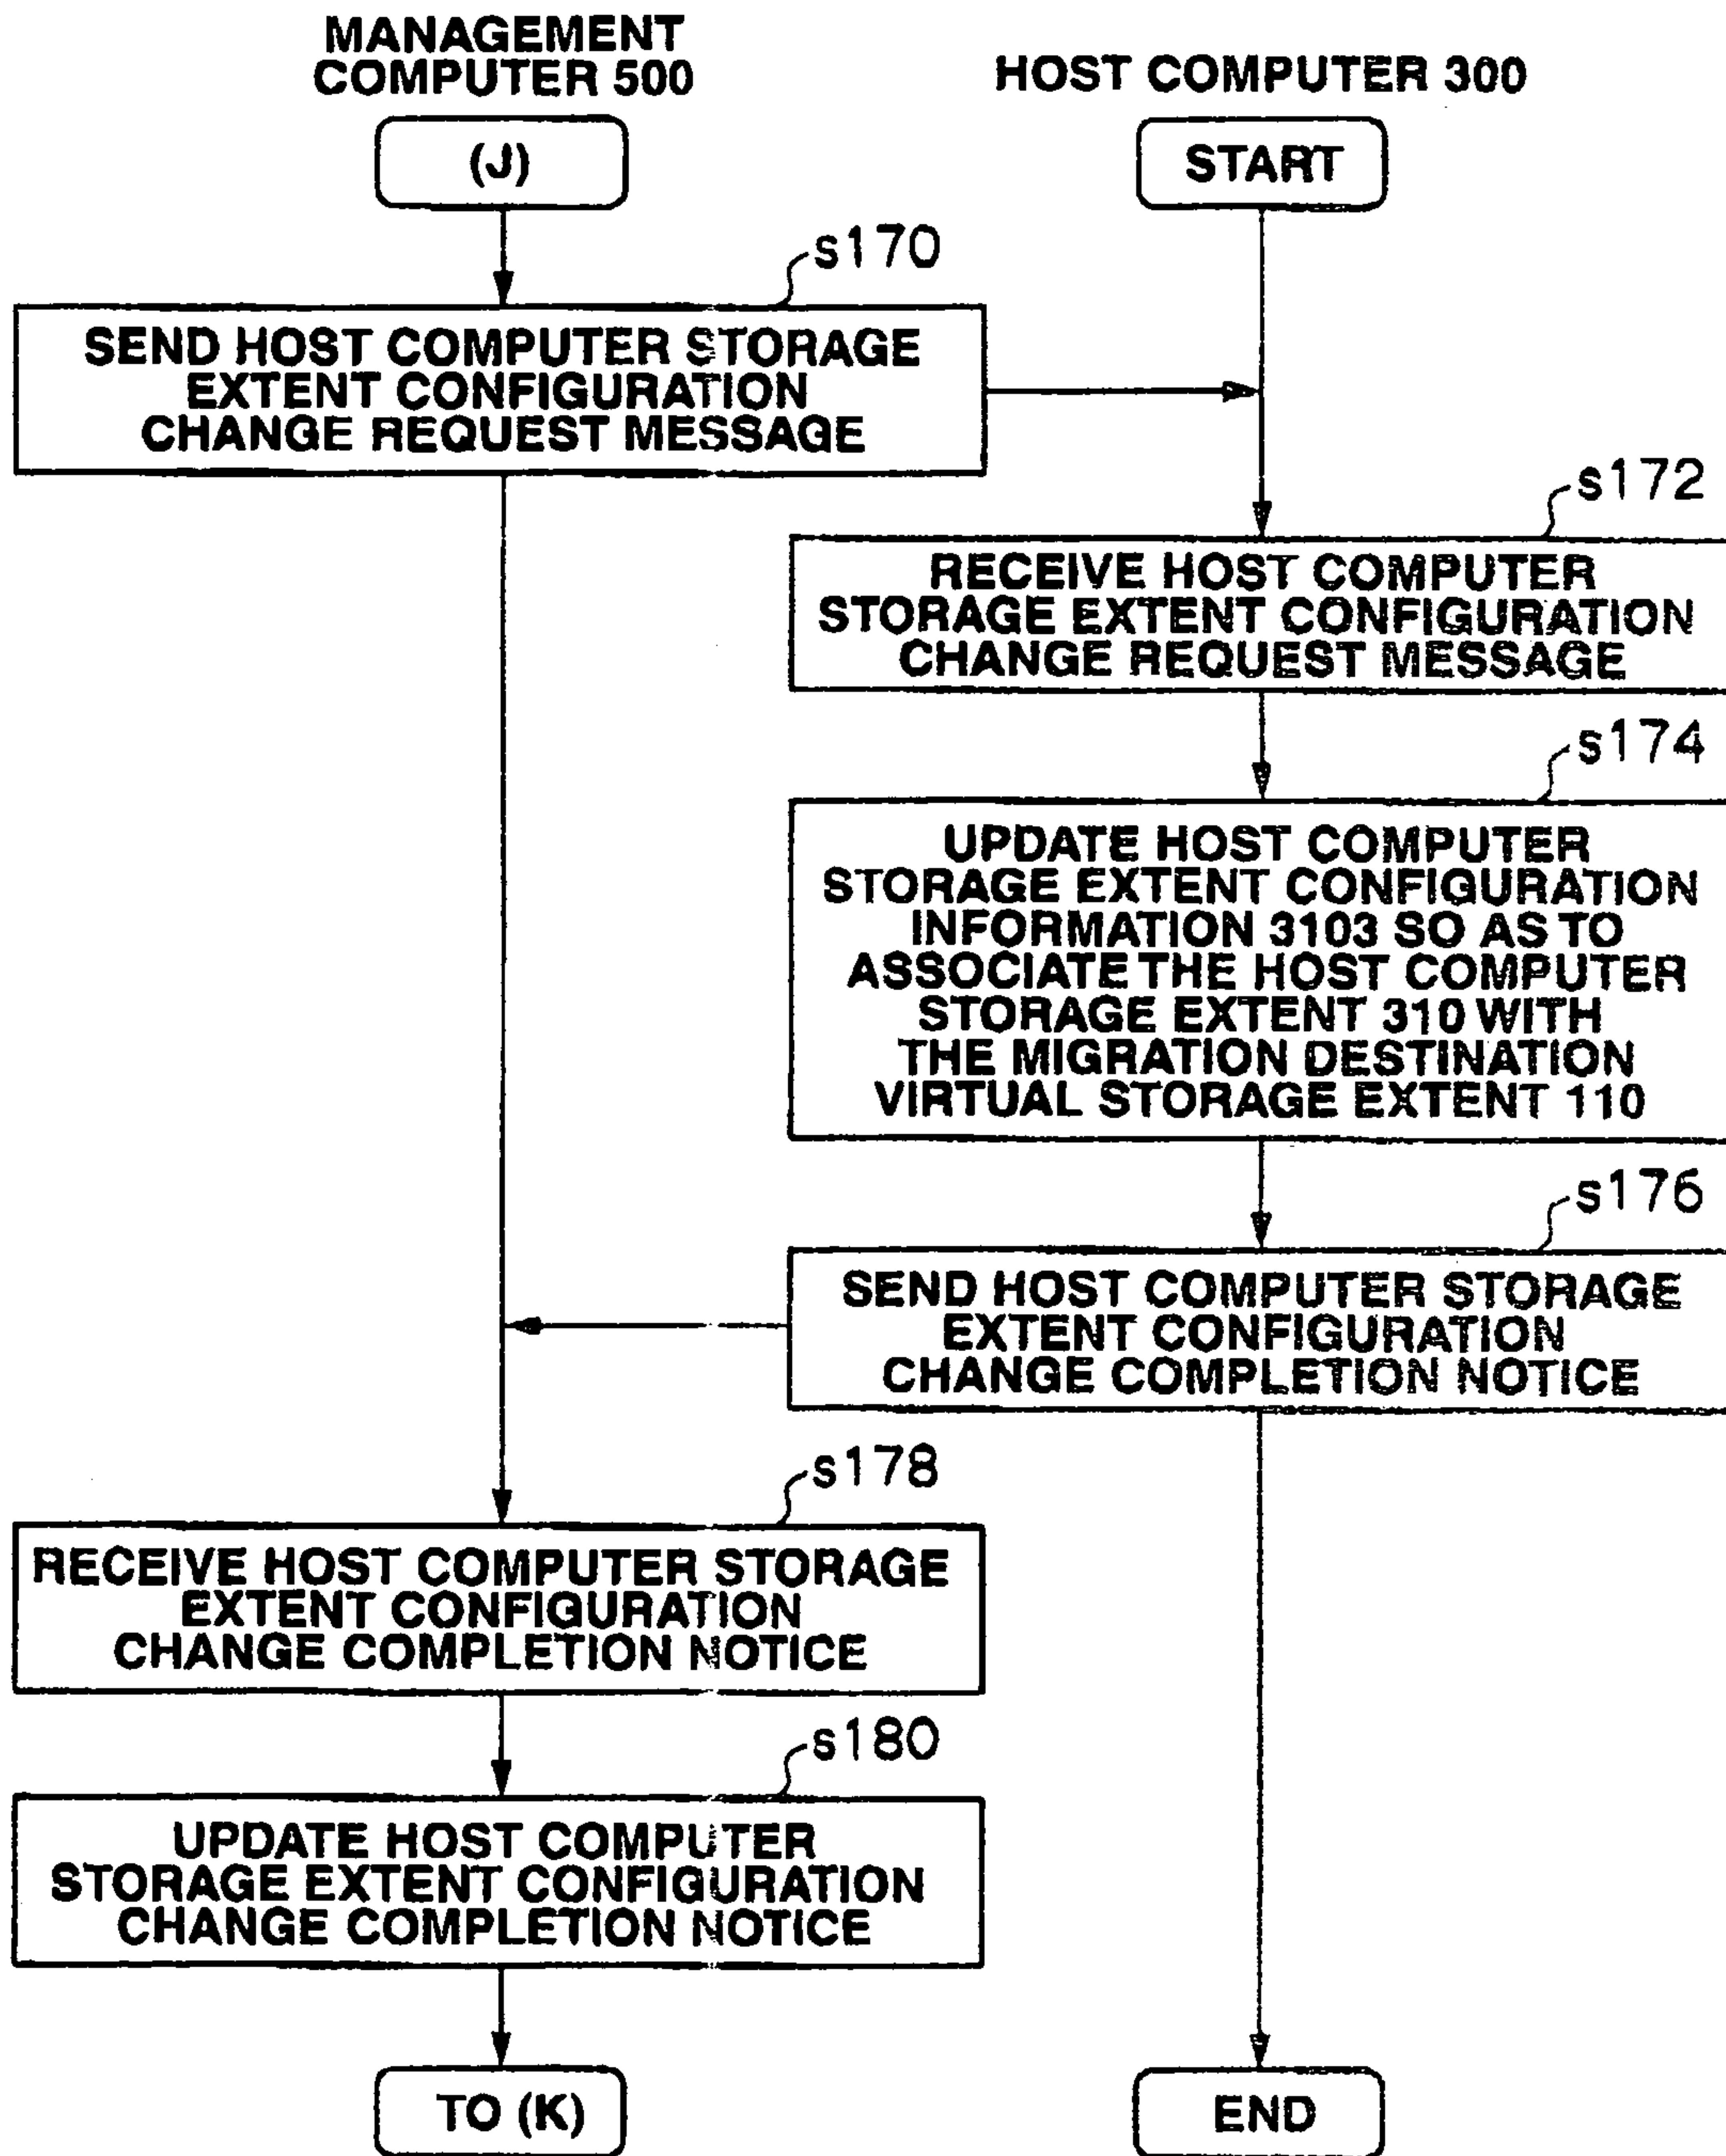 MANAGEMENT
COMPUTER 500
HOST COMPUTER 300
(J)
START
s170
SEND HOST COMPUTER STORAGE
EXTENT CONFIGURATION
CHANGE REQUEST MESSAGE
s172
RECEIVE HOST COMPUTER
STORAGE EXTENT CONFIGURATION
CHANGE REQUEST MESSAGE
s174
UPDATE HOST COMPUTER
STORAGE EXTENT CONFIGURATION
INFORMATION 3103 SO AS TO
ASSOCIATE THE HOST COMPUTER
STORAGE EXTENT 310 WITH
THE MIGRATION DESTINATION
VIRTUAL STORAGE EXTENT 110
s176
SEND HOST COMPUTER STORAGE
EXTENT CONFIGURATION
CHANGE COMPLETION NOTICE
s178
RECEIVE HOST COMPUTER STORAGE
EXTENT CONFIGURATION
CHANGE COMPLETION NOTICE
s180
UPDATE HOST COMPUTER
STORAGE EXTENT CONFIGURATION
CHANGE COMPLETION NOTICE
TO (K)
END